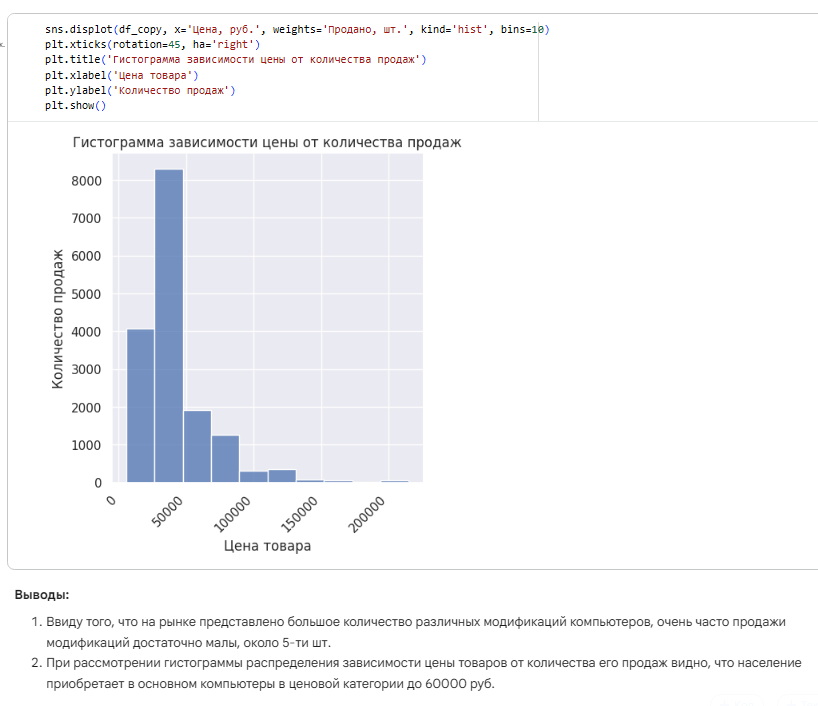 sns.displot(df_copy, x='Цена, руб.', weights='Продано, шт.', kind='hist', bins=10)
plt.xticks(rotation=45, ha='right')
plt.title('Гистограмма зависимости цены от количества продаж')
plt.xlabel('Цена товара')
plt.ylabel('Количество продаж')
plt.show()
Гистограмма зависимости цены от количества продаж
8000
7000
6000
5000
4000
3000
2000
1000
0
Количество продаж
0
50000
100000
150000
200000
Цена товара
Выводы:
1. Ввиду того, что на рынке представлено большое количество различных модификаций компьютеров, очень часто продажи
модификаций достаточно малы, около 5-ти шт.
2. При рассмотрении гистограммы распределения зависимости цены товаров от количества его продаж видно, что население
приобретает в основном компьютеры в ценовой категории до 60000 руб.